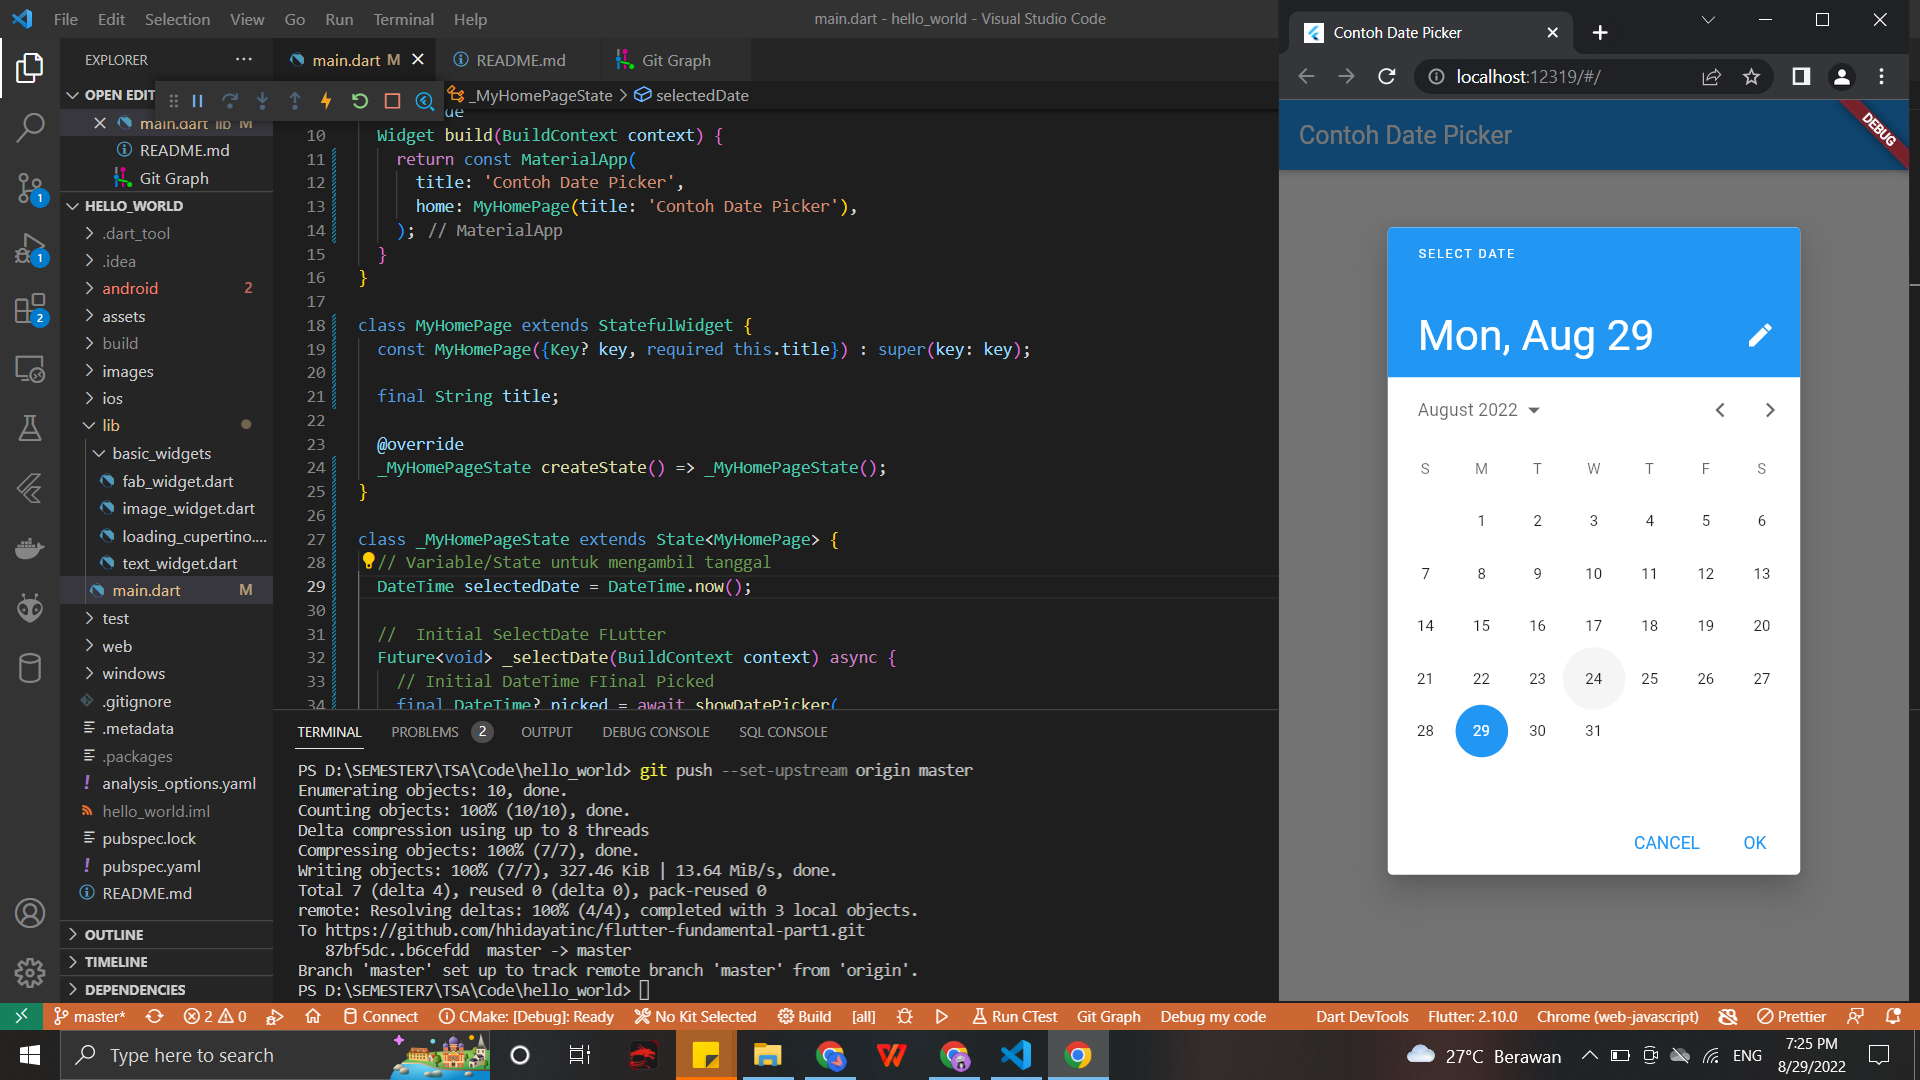 File Edit Selection View Go Run Terminal Help
main.dart - hello_world - Visual Studio Code
EXPLORER
OPEN EDIT
main.dart lib M
README.md
Git Graph
HELLO_WORLD
.dart_tool
.idea
android 2
assets
build
images
ios
lib
basic_widgets
fab_widget.dart
image_widget.dart
loading_cupertino....
text_widget.dart
main.dart M
test
web
windows
.gitignore
.metadata
.packages
analysis_options.yaml
hello_world.iml
pubspec.lock
pubspec.yaml
README.md
OUTLINE
TIMELINE
DEPENDENCIES
1
1
2
main.dart M
README.md
Git Graph
_MyHomePageState > selectedDate
10 Widget build(BuildContext context) {
11 return const MaterialApp(
12 title: 'Contoh Date Picker',
13 home: MyHomePage(title: 'Contoh Date Picker'),
14 ); // MaterialApp
15 }
16 }
17
18 class MyHomePage extends StatefulWidget {
19 const MyHomePage({Key? key, required this.title}) : super(key: key);
20
21 final String title;
22
23 @override
24 _MyHomePageState createState() => _MyHomePageState();
25 }
26
27 class _MyHomePageState extends State<MyHomePage> {
28 // Variable/State untuk mengambil tanggal
29 DateTime selectedDate = DateTime.now();
30
31 //  Initial SelectDate FLutter
32 Future<void> _selectDate(BuildContext context) async {
33 // Initial DateTime FIinal Picked
34 final DateTime? picked = await showDatePicker(
TERMINAL PROBLEMS 2 OUTPUT DEBUG CONSOLE SQL CONSOLE
PS D:\SEMESTER7\TSA\Code\hello_world> git push --set-upstream origin master
Enumerating objects: 10, done.
Counting objects: 100% (10/10), done.
Delta compression using up to 8 threads
Compressing objects: 100% (7/7), done.
Writing objects: 100% (7/7), 327.46 KiB | 13.64 MiB/s, done.
Total 7 (delta 4), reused 0 (delta 0), pack-reused 0
remote: Resolving deltas: 100% (4/4), completed with 3 local objects.
To https://github.com/hhidayatinc/flutter-fundamental-part1.git
87bf5dc..b6cefdd  master -> master
Branch 'master' set up to track remote branch 'master' from 'origin'.
PS D:\SEMESTER7\TSA\Code\hello_world>
Contoh Date Picker
localhost:12319/#/
Contoh Date Picker
DEBUG
SELECT DATE
Mon, Aug 29
August 2022
S M T W T F S
1 2 3 4 5 6
7 8 9 10 11 12 13
14 15 16 17 18 19 20
21 22 23 24 25 26 27
28 29 30 31
CANCEL OK
master* 2 0 Connect CMake: [Debug]: Ready No Kit Selected Build [all] Run CTest Git Graph Debug my code Dart DevTools Flutter: 2.10.0 Chrome (web-javascript) Prettier
Type here to search
27°C Berawan ENG
7:25 PM
8/29/2022